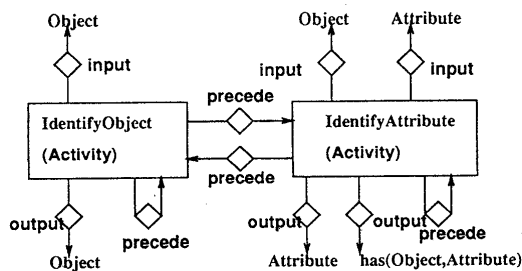 Object
Object
Attribute
input
input
input
precede
IdentifyObject
(Activity)
IdentifyAttribute
(Activity)
precede
output
precede
output
output
precede
Object
Attribute
has(Object,Attribute)